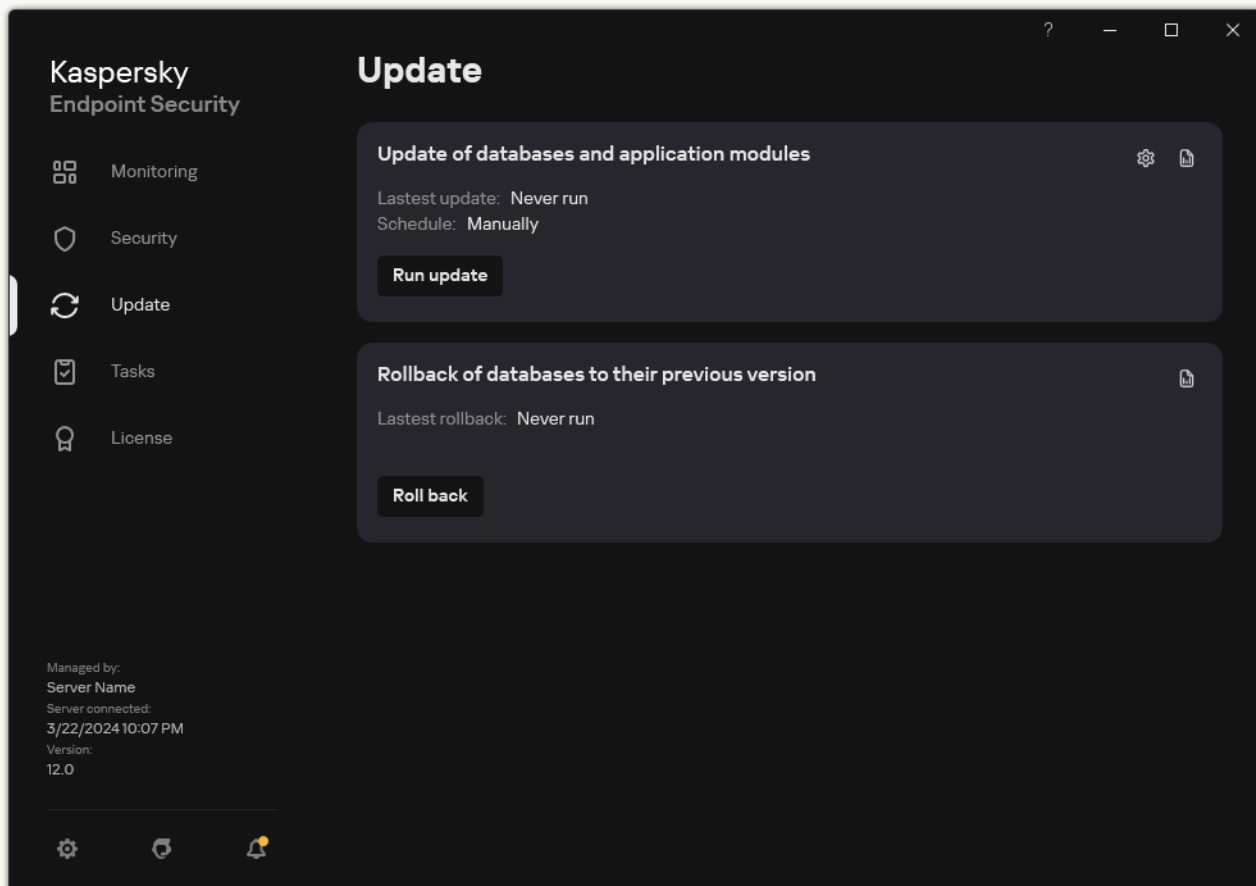 ?
Kaspersky
Endpoint Security
Monitoring
Security
Update
Tasks
License
Managed by:
Server Name
Server connected:
3/22/2024 10:07 PM
Version:
12.0
Update
Update of databases and application modules
Lastest update: Never run
Schedule: Manually
Run update
Rollback of databases to their previous version
Lastest rollback: Never run
Roll back